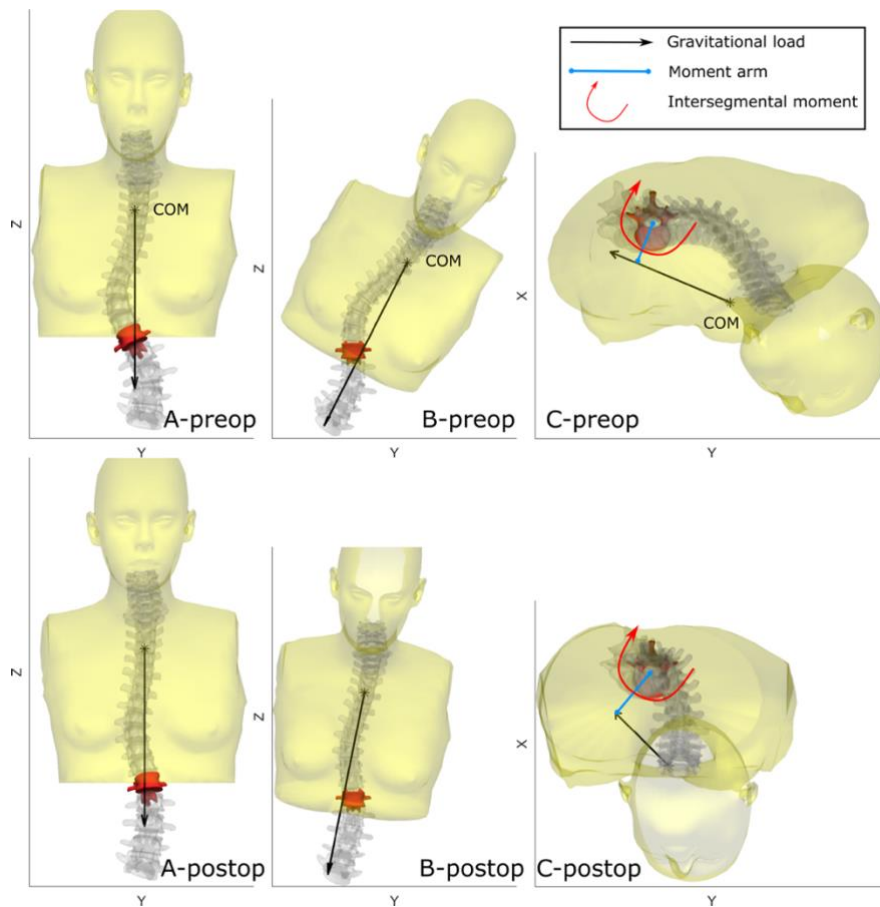 Gravitational load
Moment arm
Intersegmental moment
Z
COM
A-preop
Y
Z
COM
B-preop
Y
X
COM
C-preop
Y
Z
A-postop
Y
Z
B-postop
Y
X
C-postop
Y